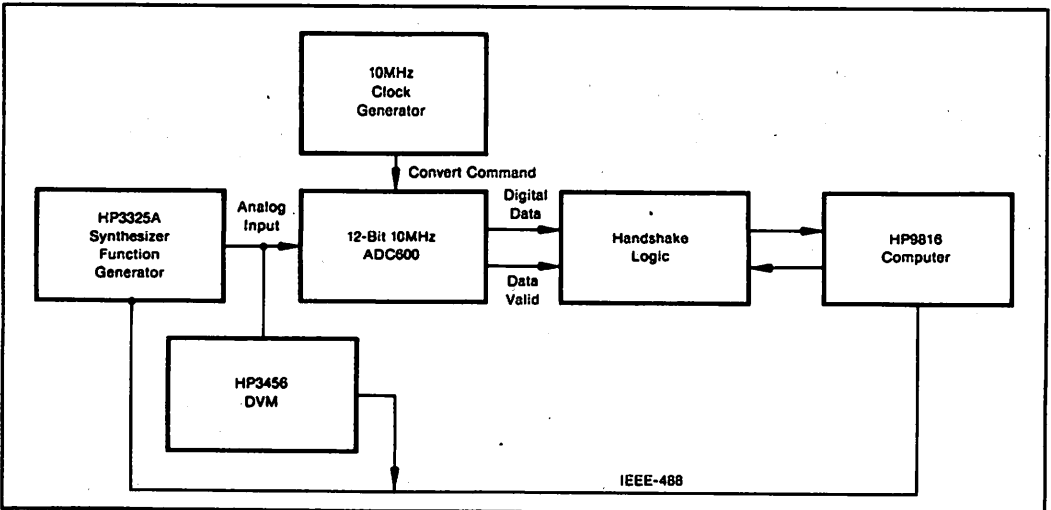 10MHz
Clock
Generator
Convert Command
HP3325A
Synthesizer
Function
Generator
Analog
Input
12-Bit 10MHz
ADC600
Digital
Data
Data
Valid
Handshake
Logic
HP9816
Computer
HP3456
DVM
IEEE-488